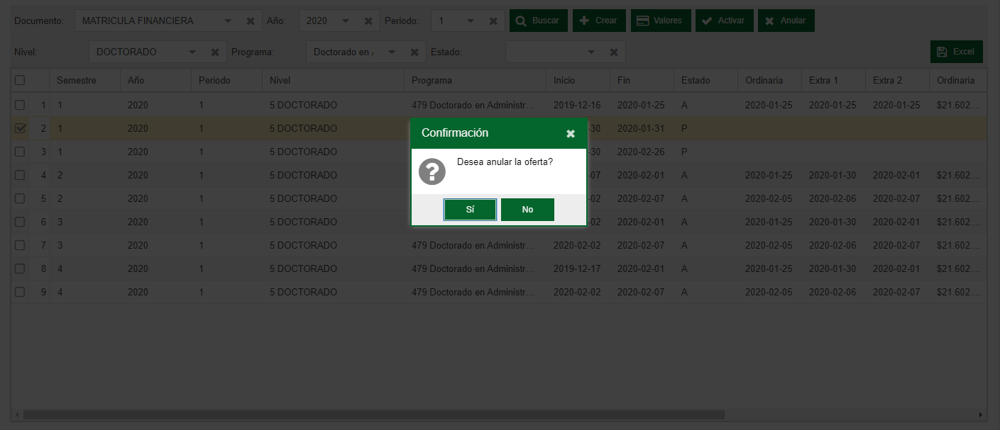 Documento: MATRICULA FINANCIERA Año: 2020 Periodo: 1 Buscar Crear Valores Activar Anular
Nivel: DOCTORADO Programa: Doctorado en Estado: Excel
Semestre Año Periodo Nivel Programa Inicio Fin Estado Ordinaria Extra 1 Extra 2 Ordinaria
1 1 2020 1 5 DOCTORADO 479 Doctorado en Administr... 2019-12-16 2020-01-25 A 2020-01-25 2020-01-25 2020-01-25 $21.602....
2 1 2020 1 5 DOCTORADO -30 2020-01-31 P
3 1 2020 1 5 DOCTORADO -30 2020-02-26 P
4 2 2020 1 5 DOCTORADO -07 2020-02-01 A 2020-01-25 2020-01-30 2020-02-01 $21.602....
5 2 2020 1 5 DOCTORADO -02 2020-02-07 A 2020-02-05 2020-02-06 2020-02-07 $21.602....
6 3 2020 1 5 DOCTORADO -02 2020-02-01 A 2020-01-25 2020-01-30 2020-02-01 $21.602....
7 3 2020 1 5 DOCTORADO 479 Doctorado en Administr... 2020-02-02 2020-02-07 A 2020-02-05 2020-02-06 2020-02-07 $21.602....
8 4 2020 1 5 DOCTORADO 479 Doctorado en Administr... 2019-12-17 2020-02-01 A 2020-01-25 2020-01-30 2020-02-01 $21.602....
9 4 2020 1 5 DOCTORADO 479 Doctorado en Administr... 2020-02-02 2020-02-07 A 2020-02-05 2020-02-06 2020-02-07 $21.602....
Confirmación
Desea anular la oferta?
Sí No